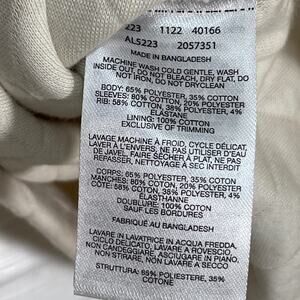 223 1122 40166
AL5223 2057351
MADE IN BANGLADESH
MACHINE WASH COLD GENTLE, WASH
INSIDE OUT. DO NOT BLEACH, DRY FLAT, DO
NOT IRON, DO NOT DRYCLEAN
BODY: 65% POLYESTER, 35% COTTON
SLEEVES: 80% COTTON, 20% POLYESTER
RIB: 58% COTTON, 38% POLYESTER, 4%
ELASTANE
LINING: 100% COTTON
EXCLUSIVE OF TRIMMING
LAVAGE MACHINE À FROID, CYCLE DÉLICAT,
LAVER À L'ENVERS, NE PAS UTILISER D'EAU
DE JAVEL, FAIRE SÉCHER À PLAT, NE PAS
REPASSER, NETTOYAGE À SEC INTERDIT
CORPS: 65% POLYESTER, 35% COTON
MANCHES: 80% COTON, 20% POLYESTER
CÔTE: 58% COTON, 38% POLYESTER, 4%
ELASTHANNE
DOUBLURE: 100% COTON
SAUF LES BORDURES
FABRIQUÉ AU BANGLADESH
LAVARE IN LAVATRICE IN ACQUA FREDDA,
CICLO DELICATO, LAVARE A ROVESCIO,
NON CANDEGGIARE, ASCIUGARE IN PIANO,
NON STIRARE, NON LAVARE A SECCO
STRUTTURA: 65% POLIESTERE, 35%
COTONE